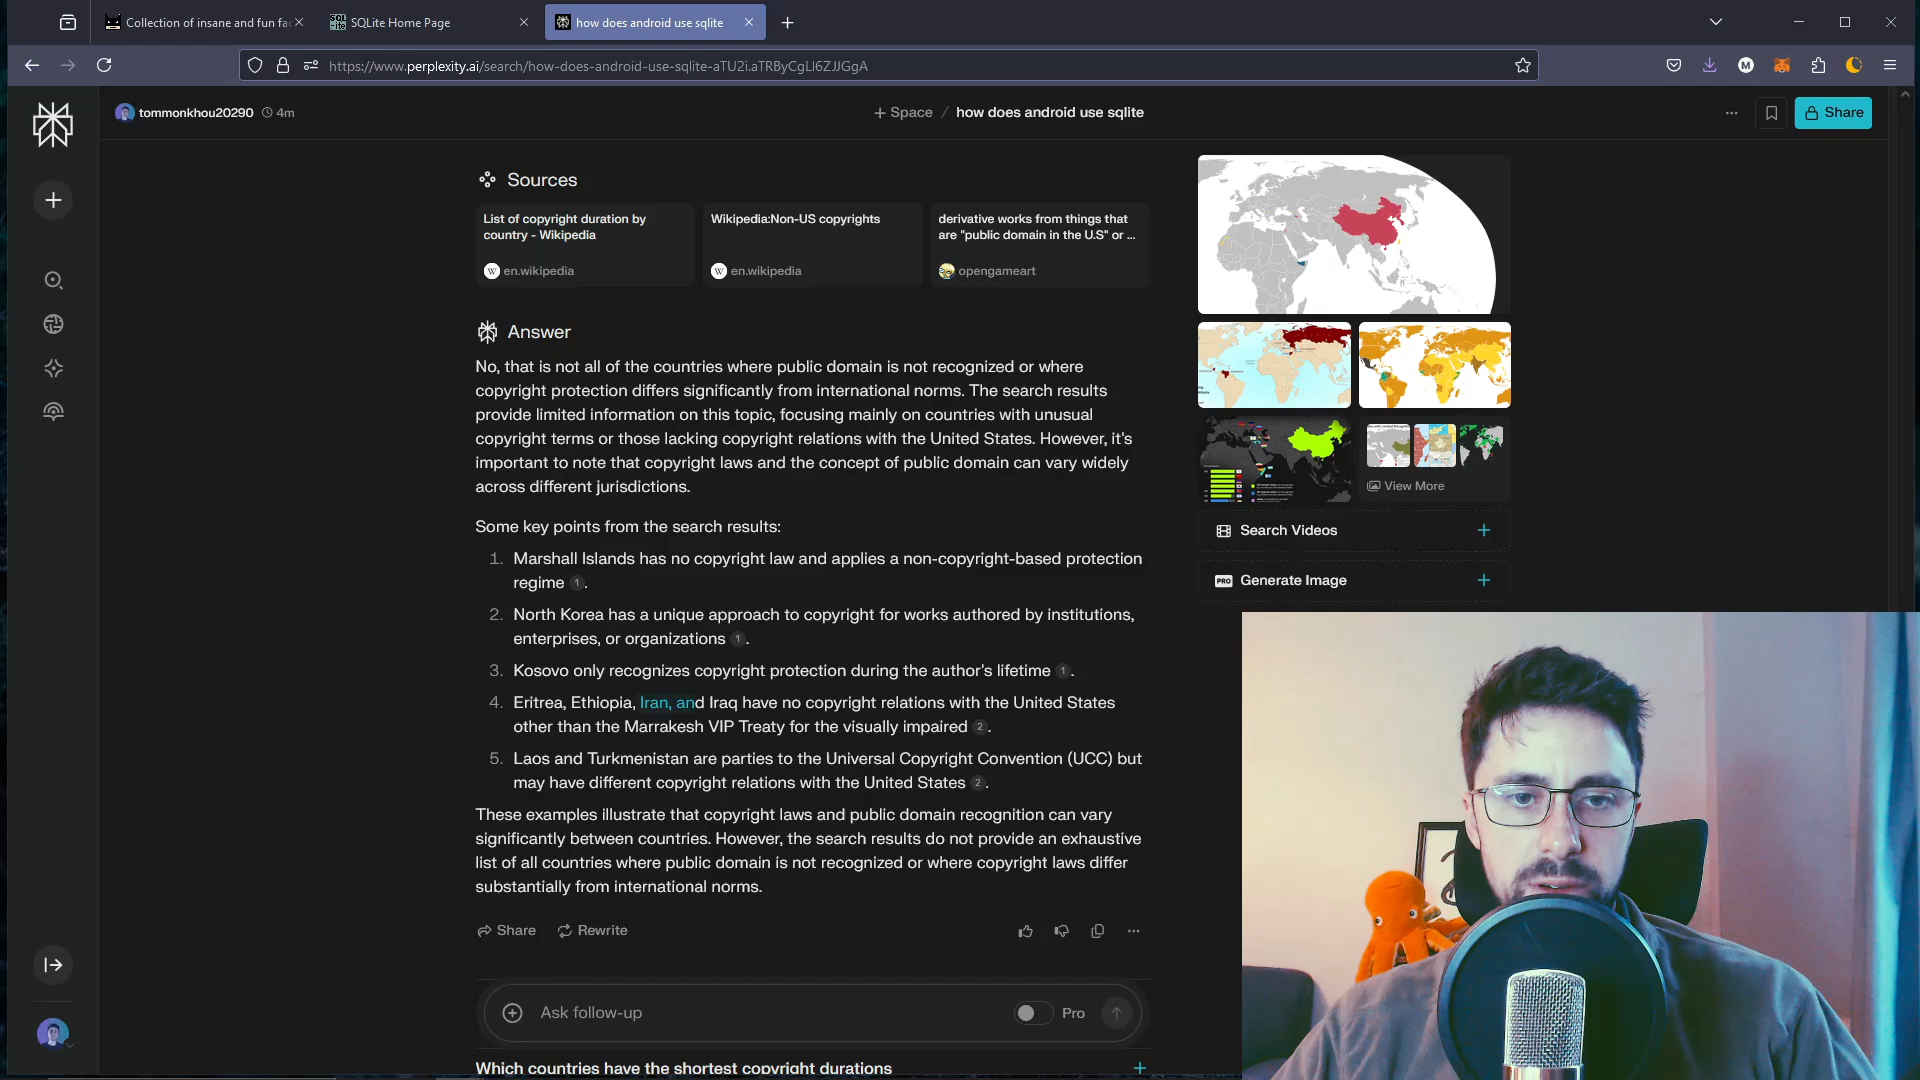 Collection of insane and fun fac
SQLite Home Page
how does android use sqlite
https://www.perplexity.ai/search/how-does-android-use-sqlite-aTU2i.aTRByCgLl6ZJJGgA
M
tommonkhou20290
4m
Space / how does android use sqlite
Share
Sources
List of copyright duration by
country - Wikipedia
W en.wikipedia
Wikipedia:Non-US copyrights
W en.wikipedia
derivative works from things that
are "public domain in the U.S" or ...
opengameart
Answer
No, that is not all of the countries where public domain is not recognized or where
copyright protection differs significantly from international norms. The search results
provide limited information on this topic, focusing mainly on countries with unusual
copyright terms or those lacking copyright relations with the United States. However, it's
important to note that copyright laws and the concept of public domain can vary widely
across different jurisdictions.
Some key points from the search results:
1. Marshall Islands has no copyright law and applies a non-copyright-based protection
regime 1.
2. North Korea has a unique approach to copyright for works authored by institutions,
enterprises, or organizations 1.
3. Kosovo only recognizes copyright protection during the author's lifetime 1.
4. Eritrea, Ethiopia, Iran, and Iraq have no copyright relations with the United States
other than the Marrakesh VIP Treaty for the visually impaired 2.
5. Laos and Turkmenistan are parties to the Universal Copyright Convention (UCC) but
may have different copyright relations with the United States 2.
These examples illustrate that copyright laws and public domain recognition can vary
significantly between countries. However, the search results do not provide an exhaustive
list of all countries where public domain is not recognized or where copyright laws differ
substantially from international norms.
Share
Rewrite
Ask follow-up
Pro
Which countries have the shortest copyright durations
View More
Search Videos
PRO Generate Image